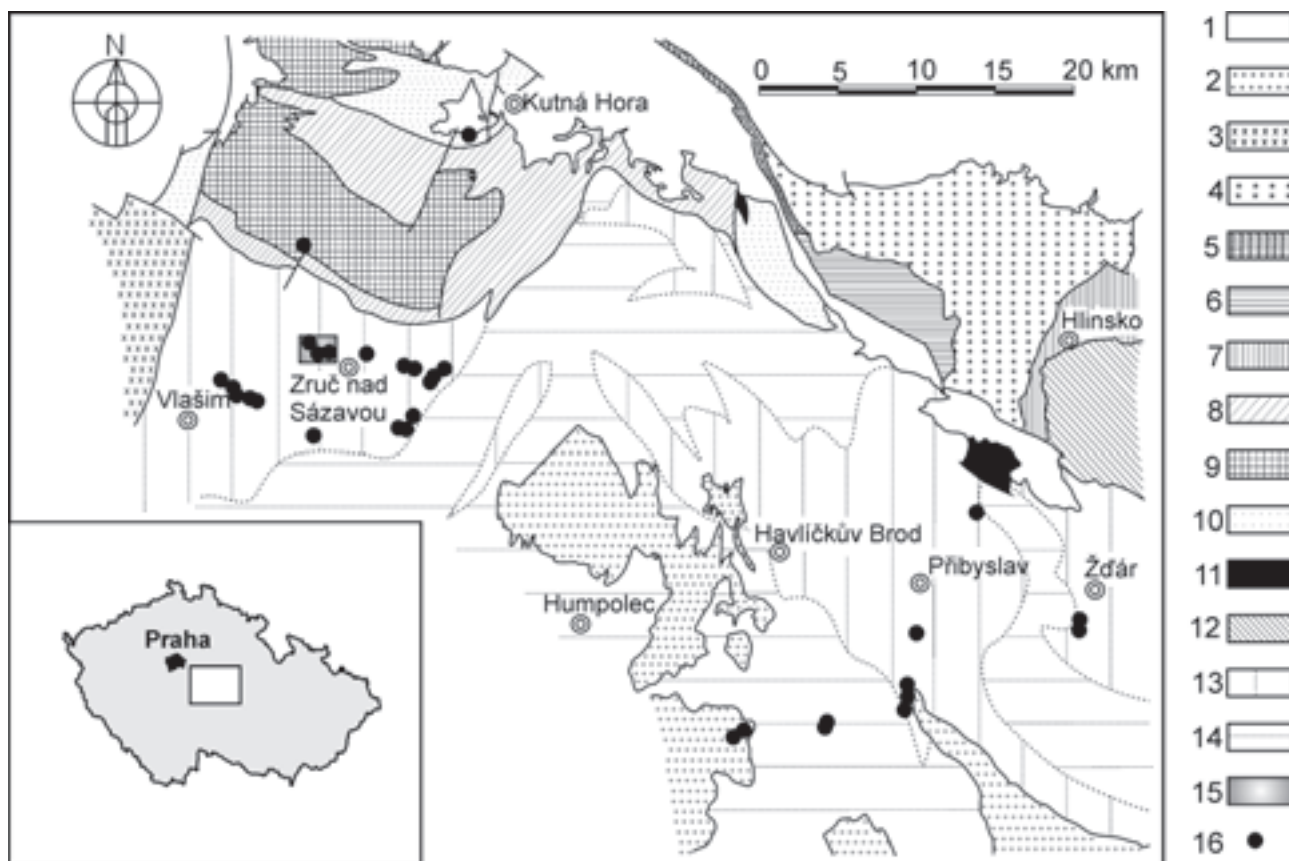 N
0 5 10 15 20 km
Kutná Hora
Hlinsko
Zruč nad
Sázavou
Vlašim
Havlíčkův Brod
Přibyslav
Žďár
Humpolec
Praha
1
2
3
4
5
6
7
8
9
10
11
12
13
14
15
16